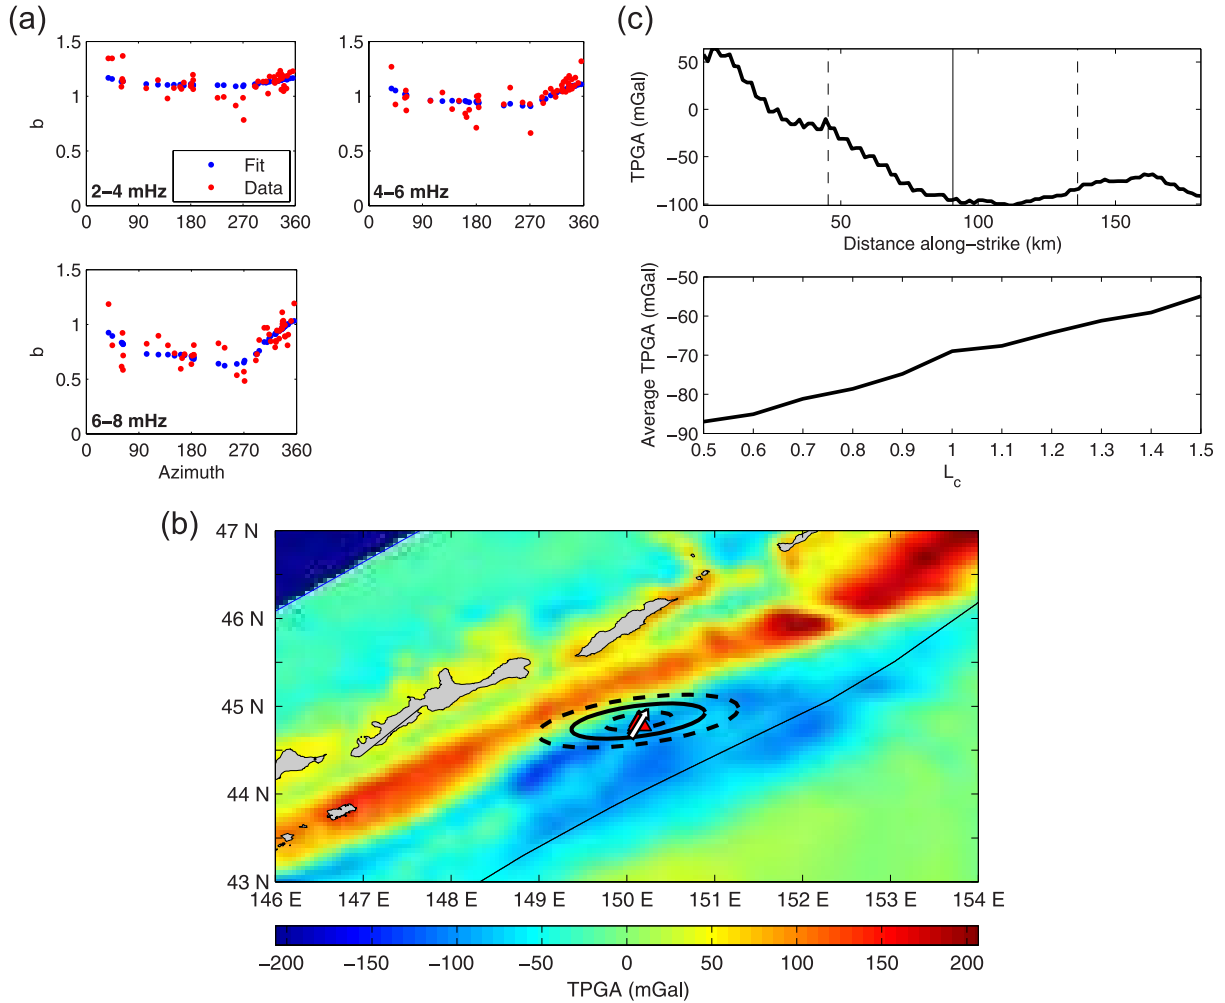 (a)
1.5
1
0.5
0
b
0 90 180 270 360
Fit
Data
2–4 mHz
1.5
1
0.5
0
0 90 180 270 360
4–6 mHz
1.5
1
0.5
0
b
0 90 180 270 360
6–8 mHz
Azimuth
(c)
50
0
−50
−100
TPGA (mGal)
0 50 100 150
Distance along−strike (km)
−50
−60
−70
−80
−90
Average TPGA (mGal)
0.5 0.6 0.7 0.8 0.9 1 1.1 1.2 1.3 1.4 1.5
Lc
(b)
47 N
46 N
45 N
44 N
43 N
146 E 147 E 148 E 149 E 150 E 151 E 152 E 153 E 154 E
−200 −150 −100 −50 0 50 100 150 200
TPGA (mGal)